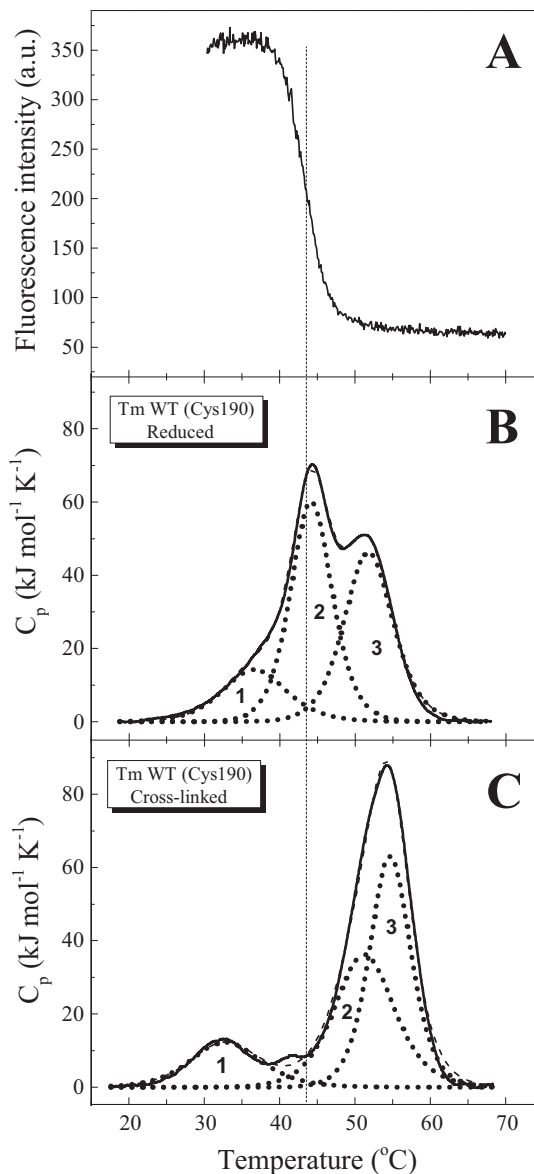 A
Fluorescence intensity (a.u.)
350
300
250
200
150
100
50
B
Tm WT (Cys190)
Reduced
Cp (kJ mol-1 K-1)
80
60
40
20
0
1
2
3
C
Tm WT (Cys190)
Cross-linked
Cp (kJ mol-1 K-1)
80
60
40
20
0
1
2
3
20 30 40 50 60 70
Temperature (oC)